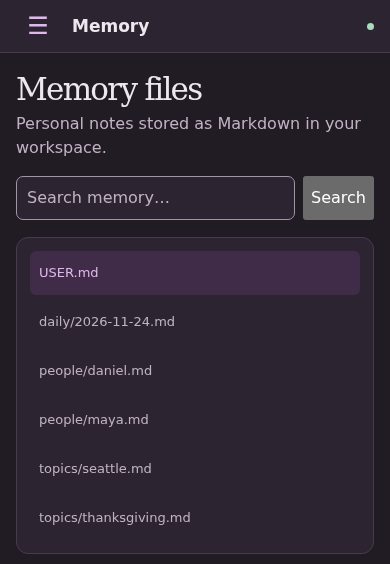 Memory
Memory files
Personal notes stored as Markdown in your
workspace.
Search memory...
Search
USER.md
daily/2026-11-24.md
people/daniel.md
people/maya.md
topics/seattle.md
topics/thanksgiving.md